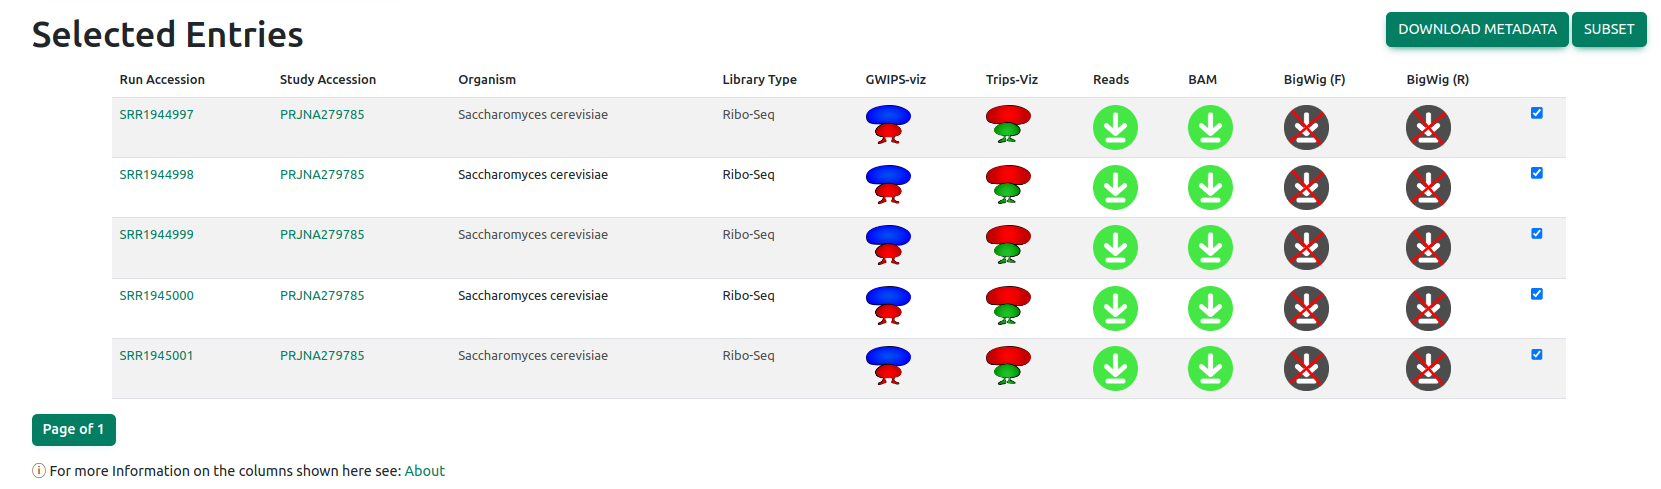 Selected Entries
DOWNLOAD METADATA SUBSET
Run Accession Study Accession Organism Library Type GWIPS-viz Trips-Viz Reads BAM BigWig (F) BigWig (R)
SRR1944997 PRJNA279785 Saccharomyces cerevisiae Ribo-Seq
SRR1944998 PRJNA279785 Saccharomyces cerevisiae Ribo-Seq
SRR1944999 PRJNA279785 Saccharomyces cerevisiae Ribo-Seq
SRR1945000 PRJNA279785 Saccharomyces cerevisiae Ribo-Seq
SRR1945001 PRJNA279785 Saccharomyces cerevisiae Ribo-Seq
Page of 1
For more Information on the columns shown here see: About